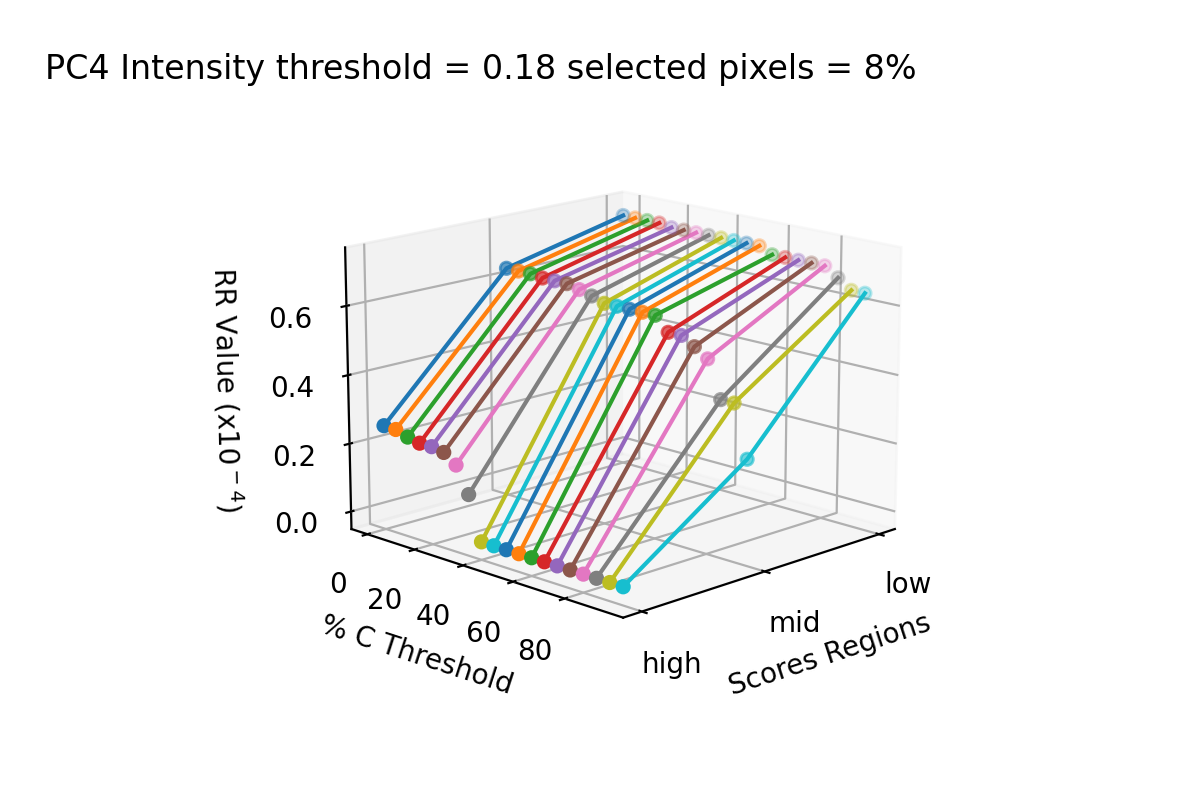 PC4 Intensity threshold = 0.18 selected pixels = 8%
RR Value (x10⁻⁴)
0.6
0.4
0.2
0.0
0
20
40
60
80
% C Threshold
high
mid
low
Scores Regions